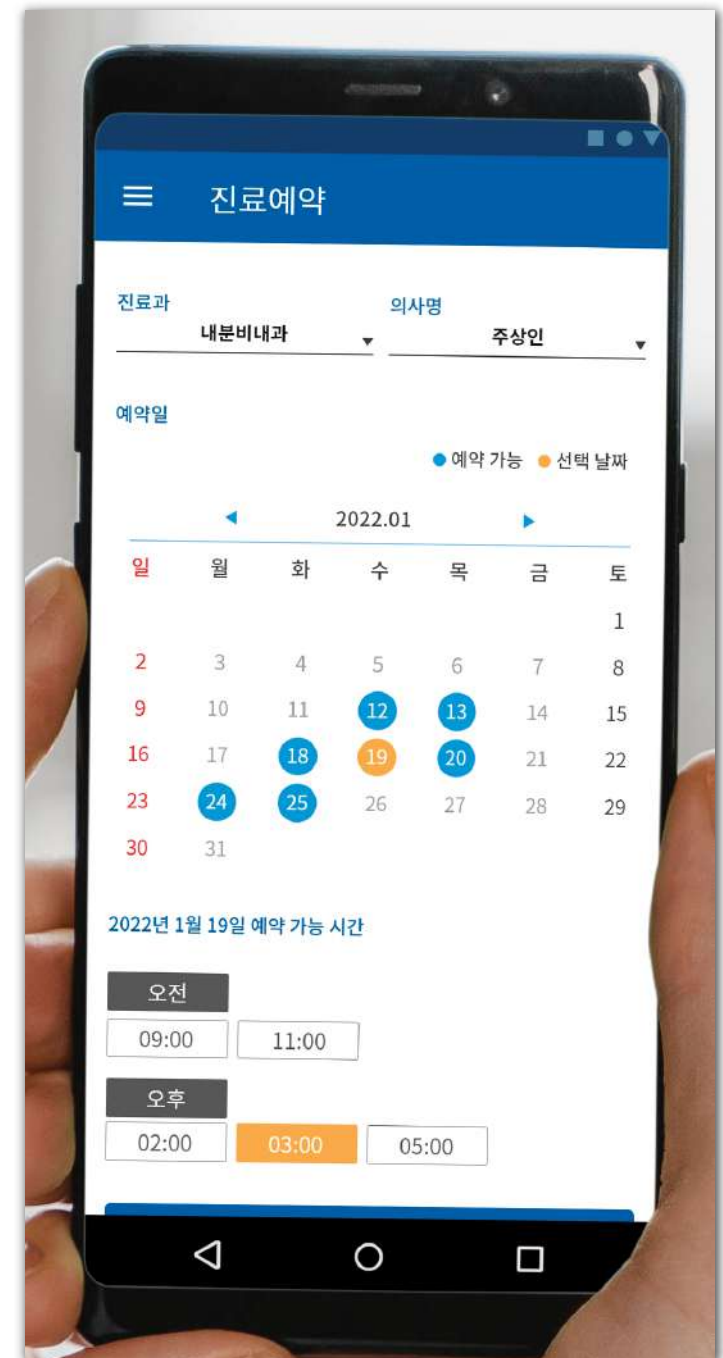 진료예약
진료과 의사명
내분비내과 주상인
예약일
예약 가능 선택 날짜
2022.01
일 월 화 수 목 금 토
1
2 3 4 5 6 7 8
9 10 11 12 13 14 15
16 17 18 19 20 21 22
23 24 25 26 27 28 29
30 31
2022년 1월 19일 예약 가능 시간
오전
09:00 11:00
오후
02:00 03:00 05:00